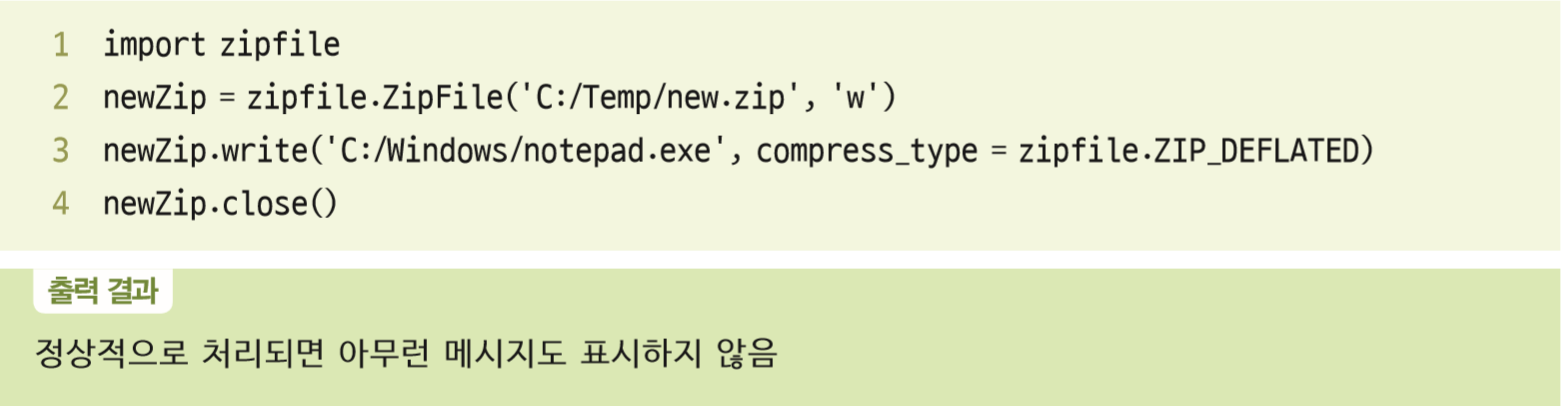 1 import zipfile
2 newZip = zipfile.ZipFile('C:/Temp/new.zip', 'w')
3 newZip.write('C:/Windows/notepad.exe', compress_type = zipfile.ZIP_DEFLATED)
4 newZip.close()
출력 결과
정상적으로 처리되면 아무런 메시지도 표시하지 않음